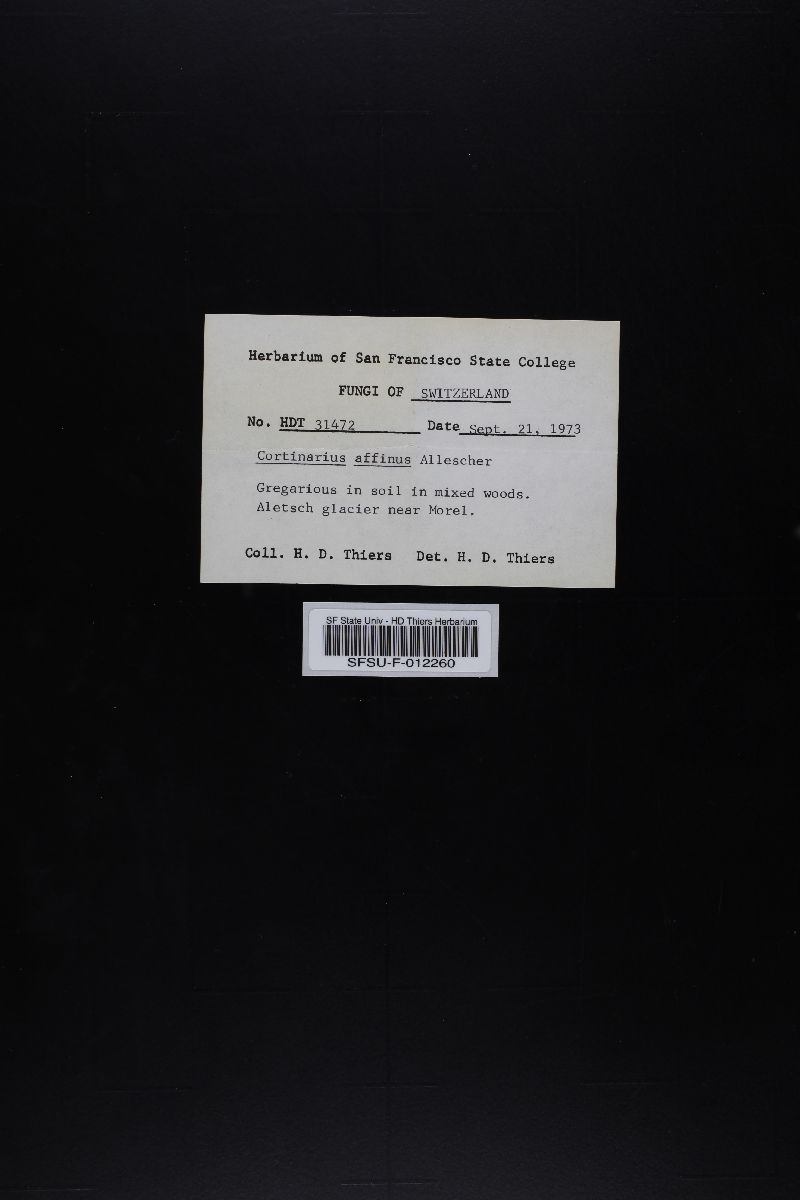 Herbarium of San Francisco State College
FUNGI OF SWITZERLAND
No. HDT 31472 Date Sept. 21, 1973
Cortinarius affinus Allescher
Gregarious in soil in mixed woods.
Aletsch glacier near Morel.
Coll. H. D. Thiers Det. H. D. Thiers
SF State Univ - HD Thiers Herbarium
SFSU-F-012260